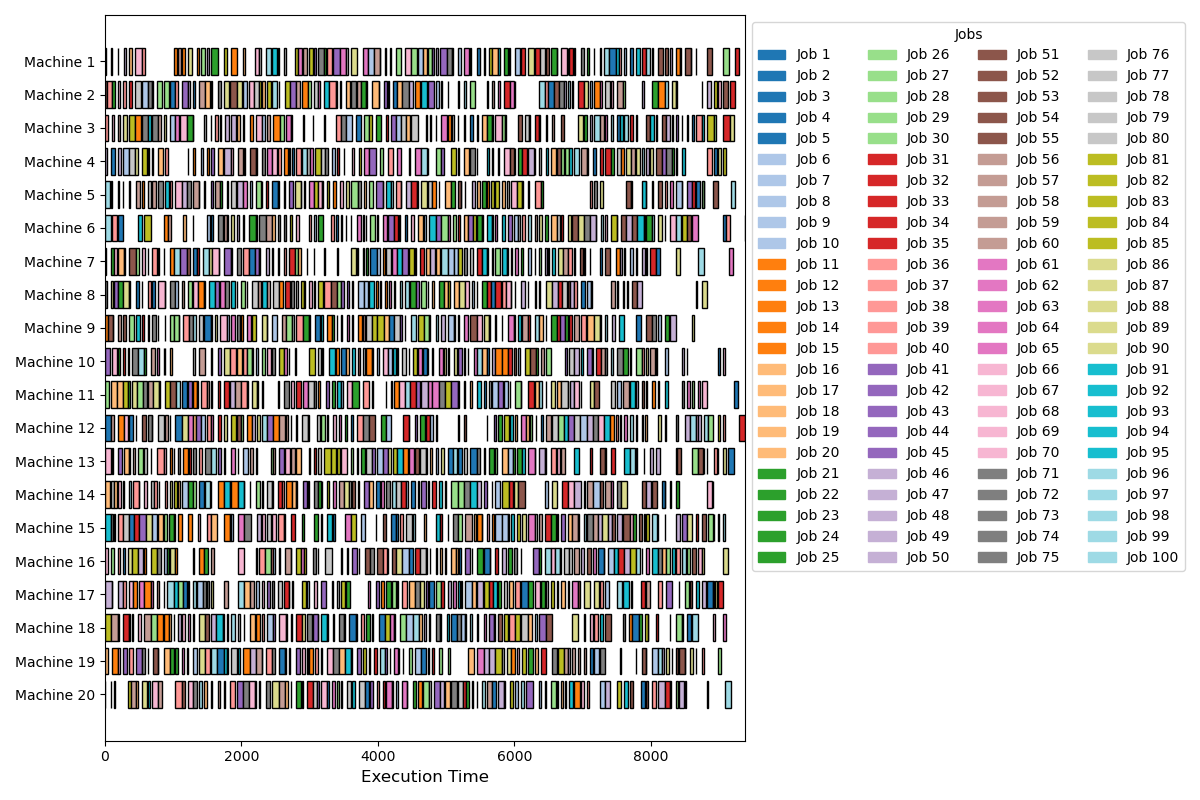 Machine 1
Machine 2
Machine 3
Machine 4
Machine 5
Machine 6
Machine 7
Machine 8
Machine 9
Machine 10
Machine 11
Machine 12
Machine 13
Machine 14
Machine 15
Machine 16
Machine 17
Machine 18
Machine 19
Machine 20
0 2000 4000 6000 8000
Execution Time
Jobs
Job 1 Job 26 Job 51 Job 76
Job 2 Job 27 Job 52 Job 77
Job 3 Job 28 Job 53 Job 78
Job 4 Job 29 Job 54 Job 79
Job 5 Job 30 Job 55 Job 80
Job 6 Job 31 Job 56 Job 81
Job 7 Job 32 Job 57 Job 82
Job 8 Job 33 Job 58 Job 83
Job 9 Job 34 Job 59 Job 84
Job 10 Job 35 Job 60 Job 85
Job 11 Job 36 Job 61 Job 86
Job 12 Job 37 Job 62 Job 87
Job 13 Job 38 Job 63 Job 88
Job 14 Job 39 Job 64 Job 89
Job 15 Job 40 Job 65 Job 90
Job 16 Job 41 Job 66 Job 91
Job 17 Job 42 Job 67 Job 92
Job 18 Job 43 Job 68 Job 93
Job 19 Job 44 Job 69 Job 94
Job 20 Job 45 Job 70 Job 95
Job 21 Job 46 Job 71 Job 96
Job 22 Job 47 Job 72 Job 97
Job 23 Job 48 Job 73 Job 98
Job 24 Job 49 Job 74 Job 99
Job 25 Job 50 Job 75 Job 100